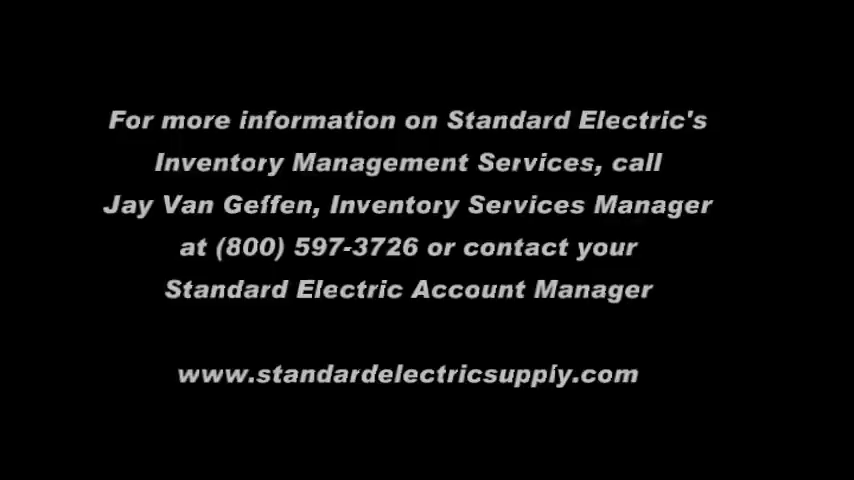 For more information on Standard Electric's
Inventory Management Services, call
Jay Van Geffen, Inventory Services Manager
at (800) 597-3726 or contact your
Standard Electric Account Manager
www.standardelectricsupply.com